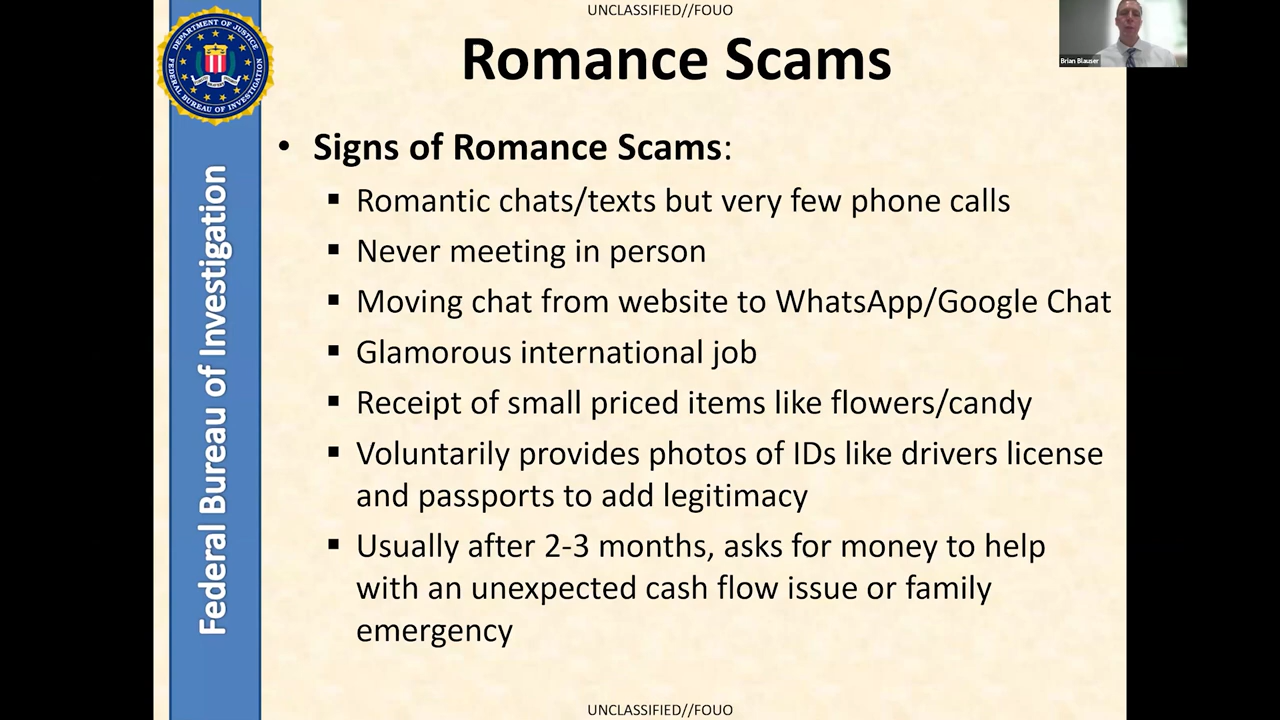 UNCLASSIFIED//FOUO
Romance Scams
Brian Blauser
DEPARTMENT OF JUSTICE
FEDERAL BUREAU OF INVESTIGATION
Federal Bureau of Investigation
• Signs of Romance Scams:
▪ Romantic chats/texts but very few phone calls
▪ Never meeting in person
▪ Moving chat from website to WhatsApp/Google Chat
▪ Glamorous international job
▪ Receipt of small priced items like flowers/candy
▪ Voluntarily provides photos of IDs like drivers license
and passports to add legitimacy
▪ Usually after 2-3 months, asks for money to help
with an unexpected cash flow issue or family
emergency
UNCLASSIFIED//FOUO